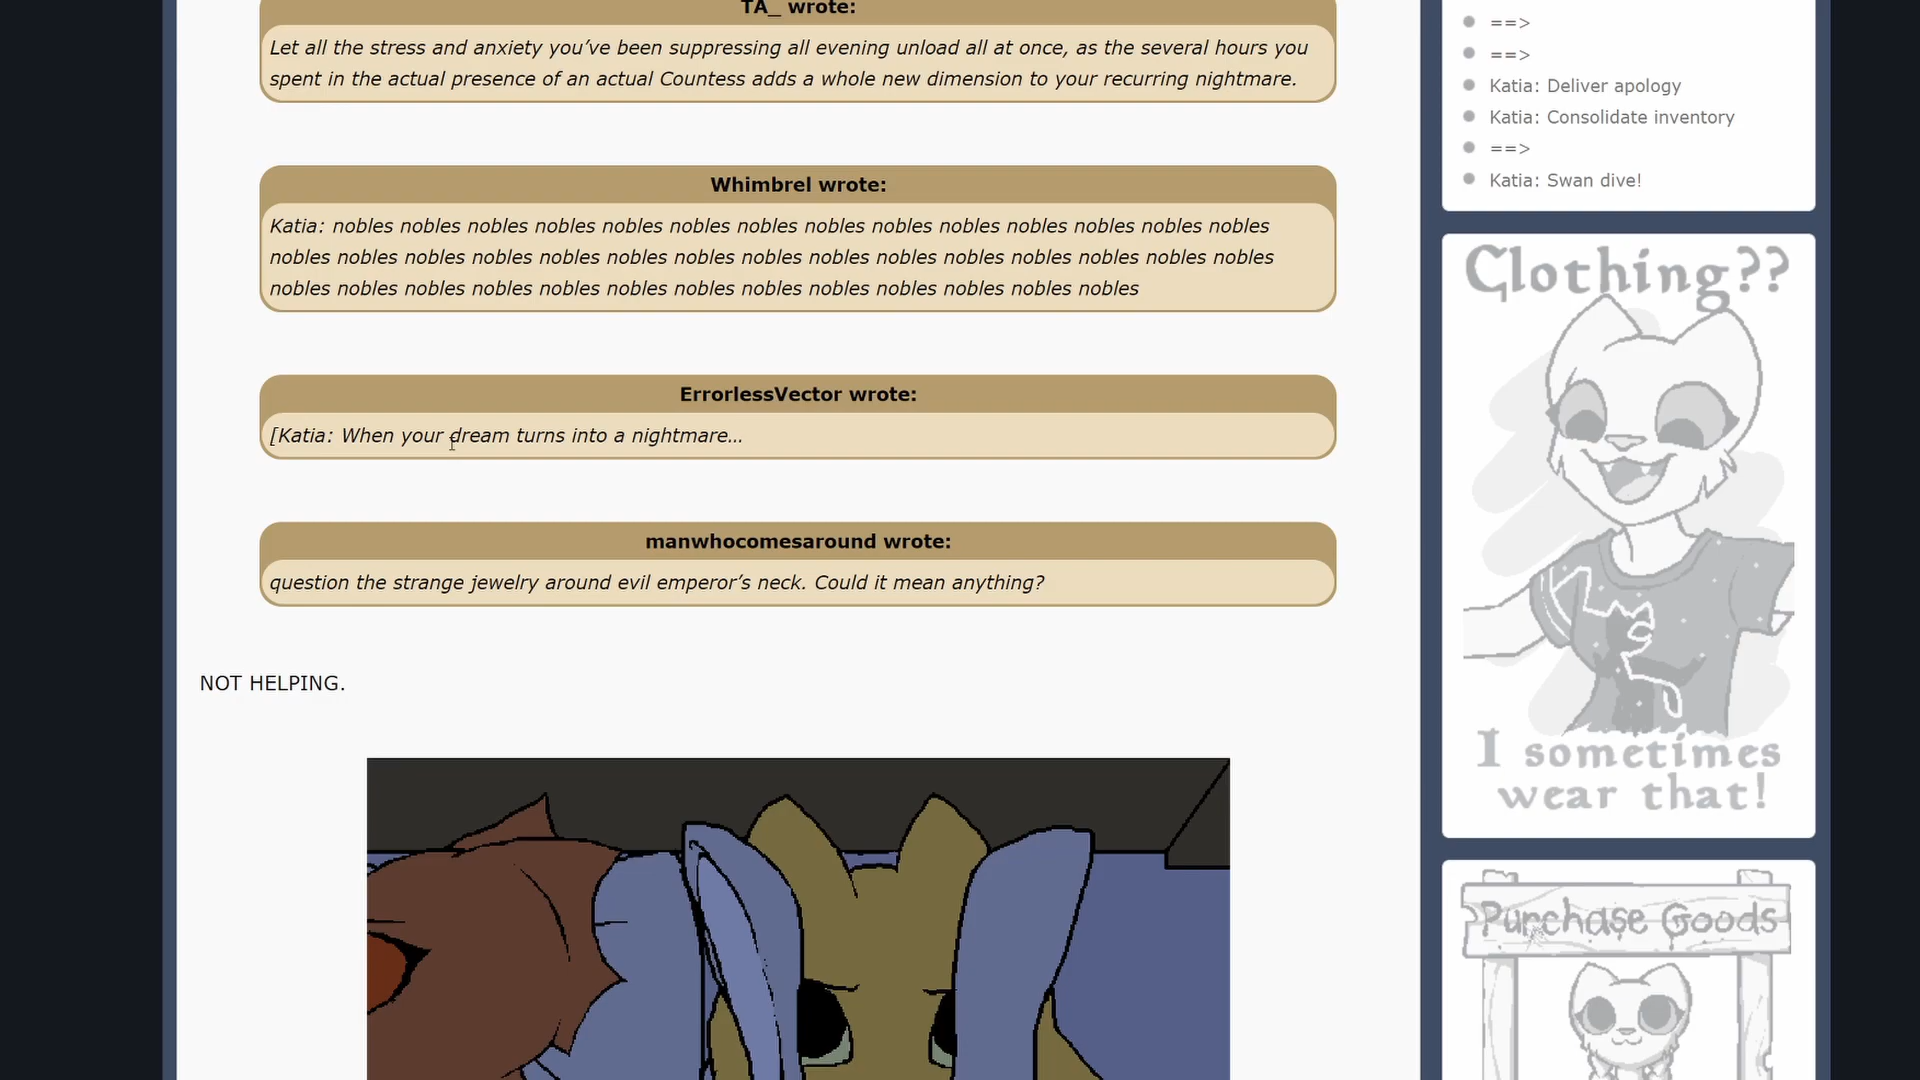 TA_ wrote:
Let all the stress and anxiety you’ve been suppressing all evening unload all at once, as the several hours you
spent in the actual presence of an actual Countess adds a whole new dimension to your recurring nightmare.
Whimbrel wrote:
Katia: nobles nobles nobles nobles nobles nobles nobles nobles nobles nobles nobles nobles nobles nobles
nobles nobles nobles nobles nobles nobles nobles nobles nobles nobles nobles nobles nobles nobles nobles
nobles nobles nobles nobles nobles nobles nobles nobles nobles nobles nobles nobles nobles
ErrorlessVector wrote:
[Katia: When your dream turns into a nightmare…
manwhocomesaround wrote:
question the strange jewelry around evil emperor’s neck. Could it mean anything?
NOT HELPING.
==>
==>
Katia: Deliver apology
Katia: Consolidate inventory
==>
Katia: Swan dive!
Clothing??
I sometimes
wear that!
Purchase Goods